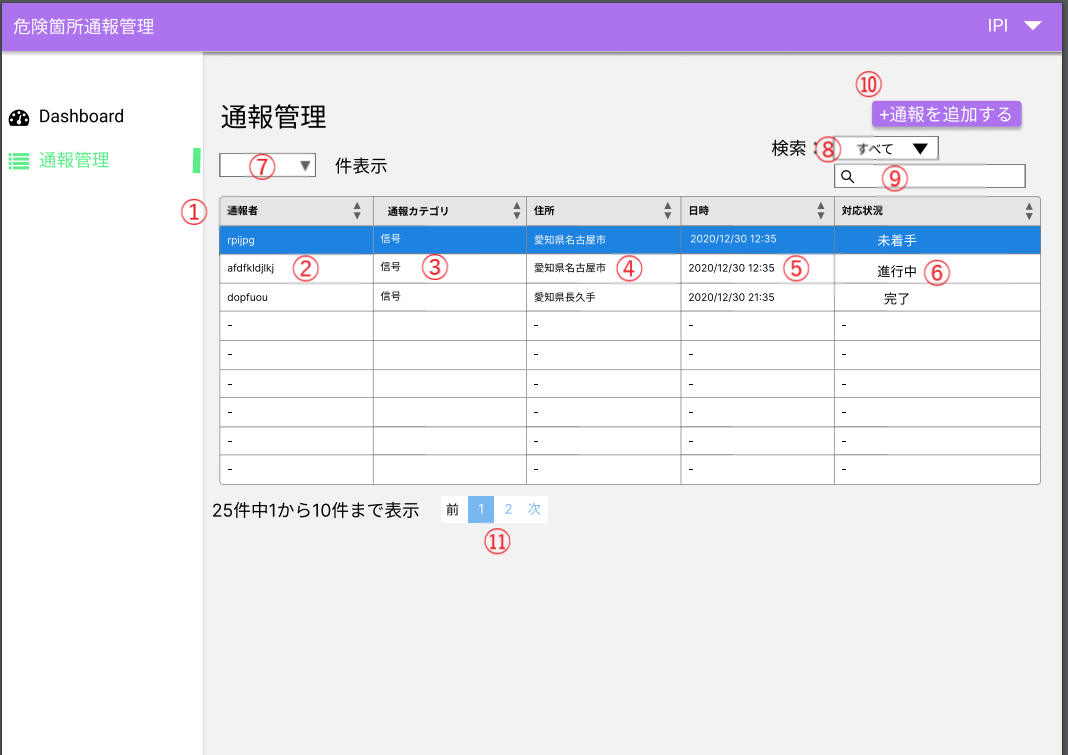 危険箇所通報管理 IPI
Dashboard
通報管理
通報管理
⑩
+通報を追加する
検索：⑧ すべて
⑦ 件表示
⑨
① 通報者 通報カテゴリ 住所 日時 対応状況
rpijpg 信号 愛知県名古屋市 2020/12/30 12:35 未着手
afdfkldjlkj ② 信号 ③ 愛知県名古屋市 ④ 2020/12/30 12:35 ⑤ 進行中 ⑥
dopfuou 信号 愛知県長久手 2020/12/30 21:35 完了
- - - -
- - - -
- - - -
- - - -
- - - -
- - - -
25件中1から10件まで表示 前 1 2 次
⑪